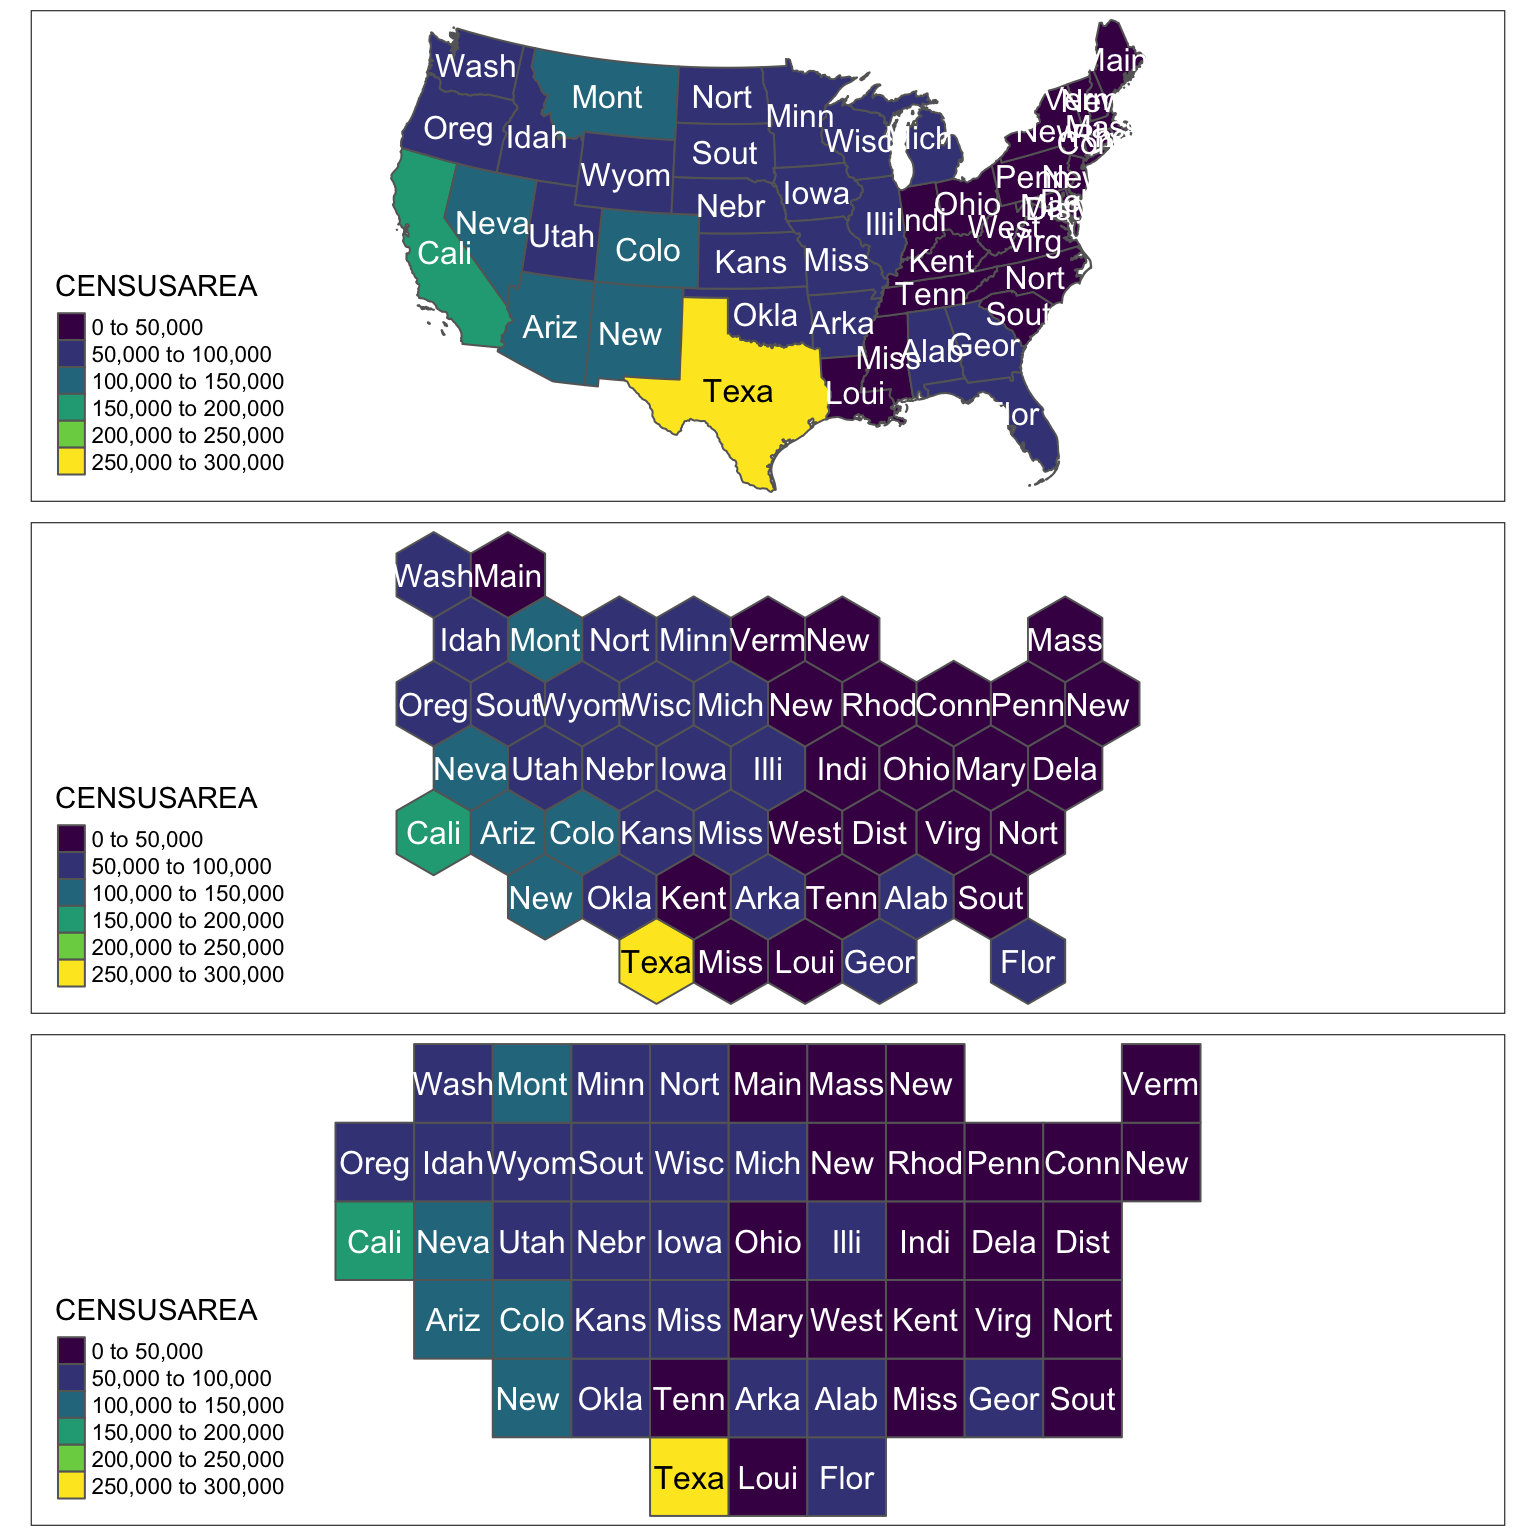 Wash Mont Nort Minn Main
Oreg Idah Sout Wisc Mich
Wyom Nebr Iowa Penn
Neva Utah Colo Kans Miss Illi Indi Ohio West Virg
Cali Kent Nort
Ariz New Okla Arka Tenn Sout
Texa Loui Miss Alab Geor Flor
CENSUSAREA
0 to 50,000
50,000 to 100,000
100,000 to 150,000
150,000 to 200,000
200,000 to 250,000
250,000 to 300,000
Wash Main
Idah Mont Nort Minn Verm New Mass
Oreg Sout Wyom Wisc Mich New Rhod Conn Penn New
Neva Utah Nebr Iowa Illi Indi Ohio Mary Dela
Cali Ariz Colo Kans Miss West Dist Virg Nort
New Okla Kent Arka Tenn Alab Sout
Texa Miss Loui Geor Flor
CENSUSAREA
0 to 50,000
50,000 to 100,000
100,000 to 150,000
150,000 to 200,000
200,000 to 250,000
250,000 to 300,000
Wash Mont Minn Nort Main Mass New Verm
Oreg Idah Wyom Sout Wisc Mich New Rhod Penn Conn New
Cali Neva Utah Nebr Iowa Ohio Illi Indi Dela Dist
Ariz Colo Kans Miss Mary West Kent Virg Nort
New Okla Tenn Arka Alab Miss Geor Sout
Texa Loui Flor
CENSUSAREA
0 to 50,000
50,000 to 100,000
100,000 to 150,000
150,000 to 200,000
200,000 to 250,000
250,000 to 300,000